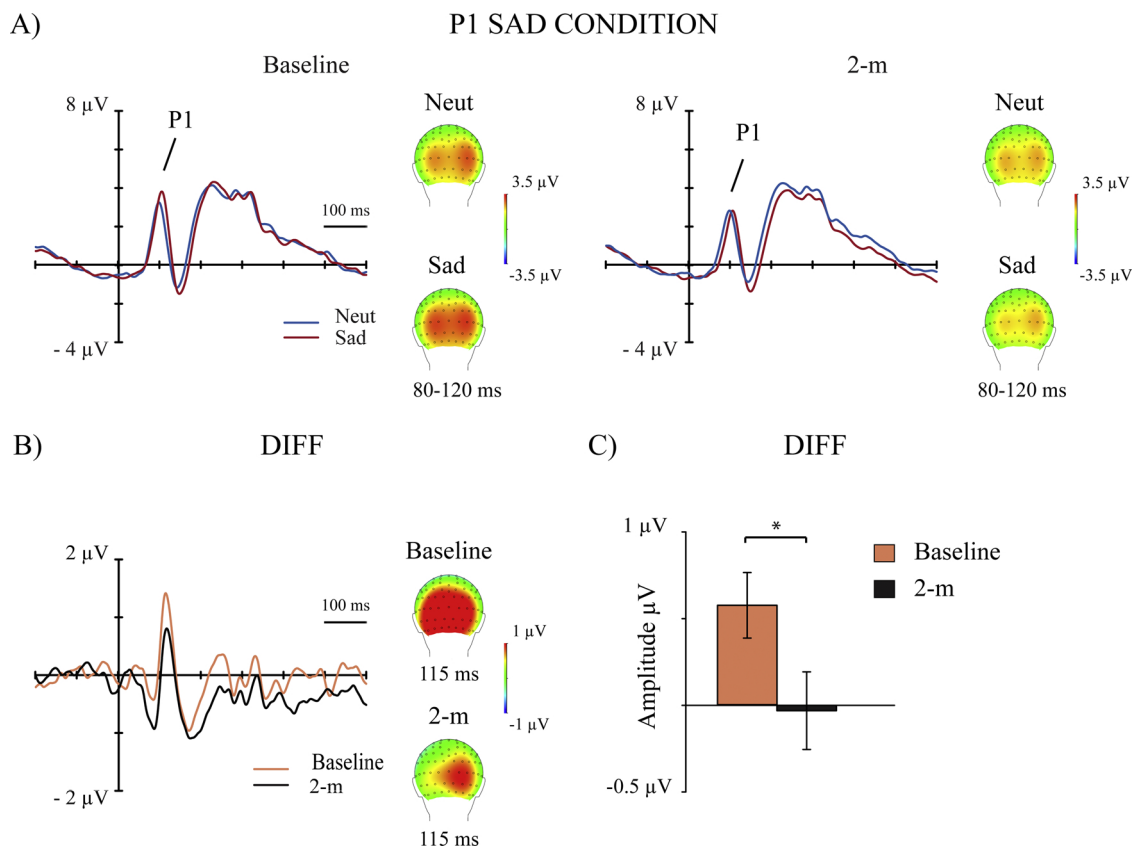 A)
P1 SAD CONDITION
Baseline
2-m
8 µV
P1
Neut
3.5 µV
100 ms
-3.5 µV
Sad
Neut
Sad
- 4 µV
80-120 ms
8 µV
P1
Neut
3.5 µV
-3.5 µV
Sad
- 4 µV
80-120 ms
B)
DIFF
2 µV
Baseline
100 ms
1 µV
115 ms
-1 µV
2-m
Baseline
2-m
- 2 µV
115 ms
C)
DIFF
1 µV
*
Baseline
2-m
Amplitude µV
-0.5 µV